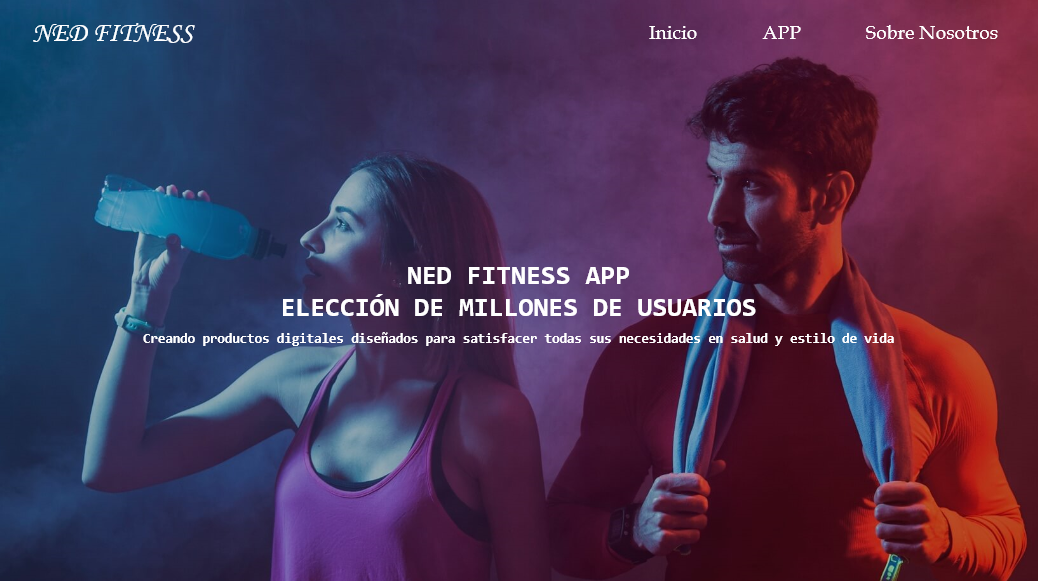 NED FITNESS
Inicio APP Sobre Nosotros
NED FITNESS APP
ELECCIÓN DE MILLONES DE USUARIOS
Creando productos digitales diseñados para satisfacer todas sus necesidades en salud y estilo de vida